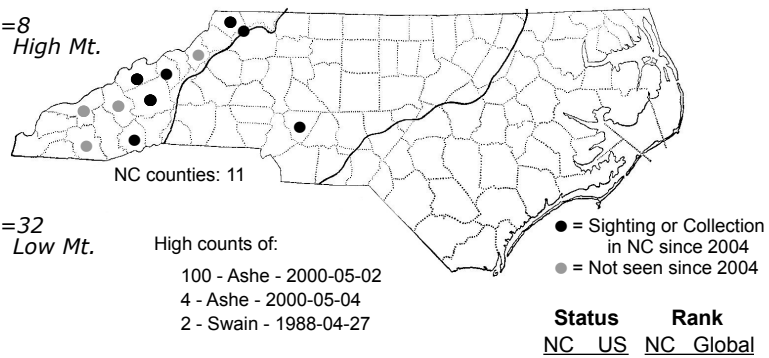 =8
High Mt.
NC counties: 11
=32
Low Mt.
High counts of:
100 - Ashe - 2000-05-02
4 - Ashe - 2000-05-04
2 - Swain - 1988-04-27
= Sighting or Collection
in NC since 2004
= Not seen since 2004
Status Rank
NC US NC Global